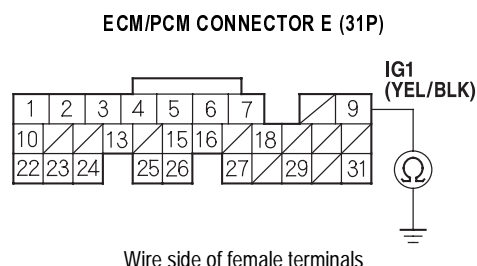 ECM/PCM CONNECTOR E (31P)
IG1
(YEL/BLK)
1 2 3 4 5 6 7 9
10 13 15 16 18
22 23 24 25 26 27 29 31
Ω
Wire side of female terminals